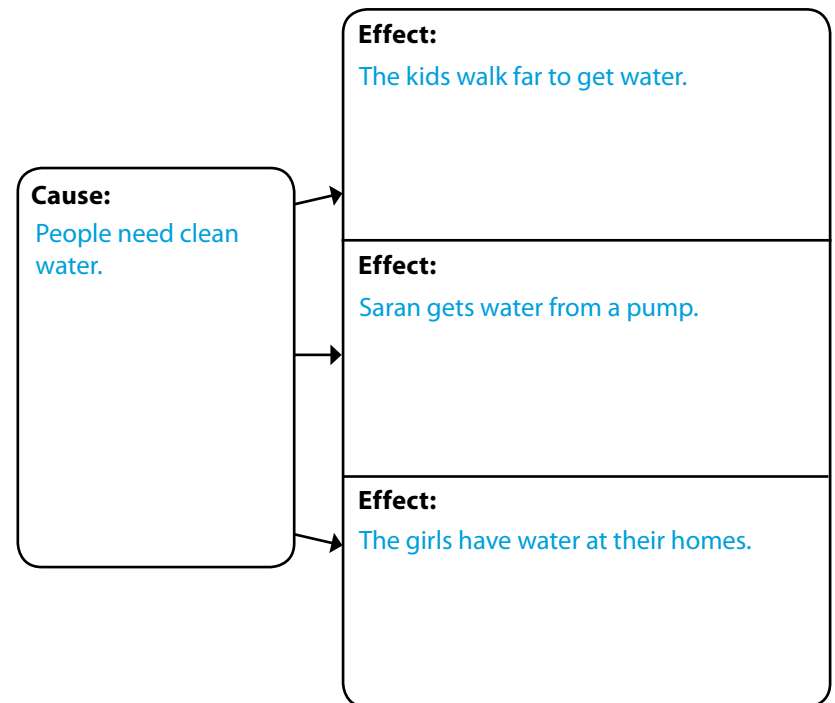 Cause:
People need clean
water.
Effect:
The kids walk far to get water.
Effect:
Saran gets water from a pump.
Effect:
The girls have water at their homes.